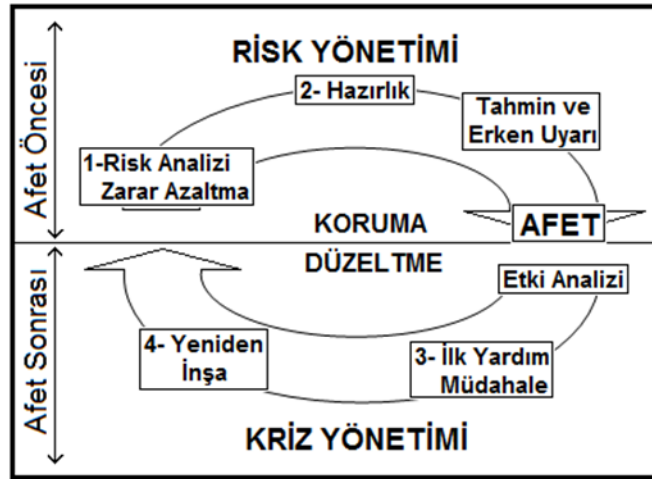 Afet Öncesi
RİSK YÖNETİMİ
2- Hazırlık
Tahmin ve
Erken Uyarı
1-Risk Analizi
Zarar Azaltma
KORUMA
AFET
Afet Sonrası
DÜZELTME
Etki Analizi
4- Yeniden
İnşa
3- İlk Yardım
Müdahale
KRİZ YÖNETİMİ